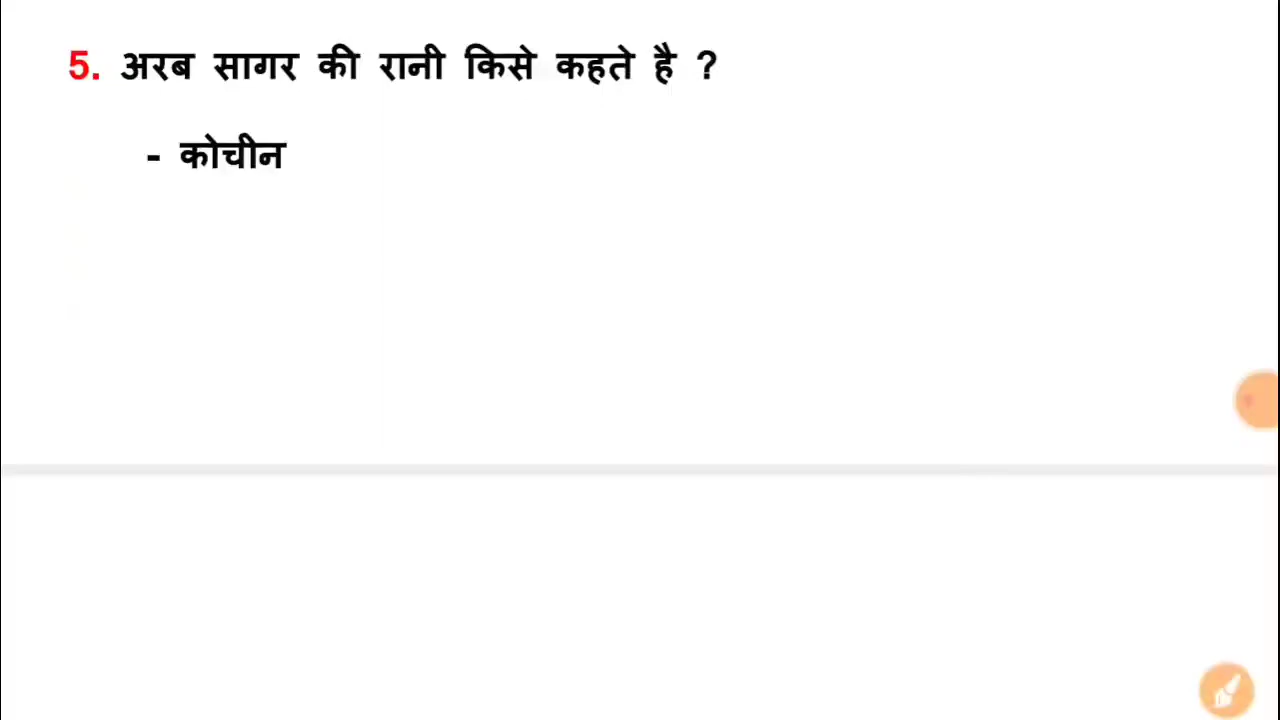 5. अरब सागर की रानी किसे कहते है ?
- कोचीन